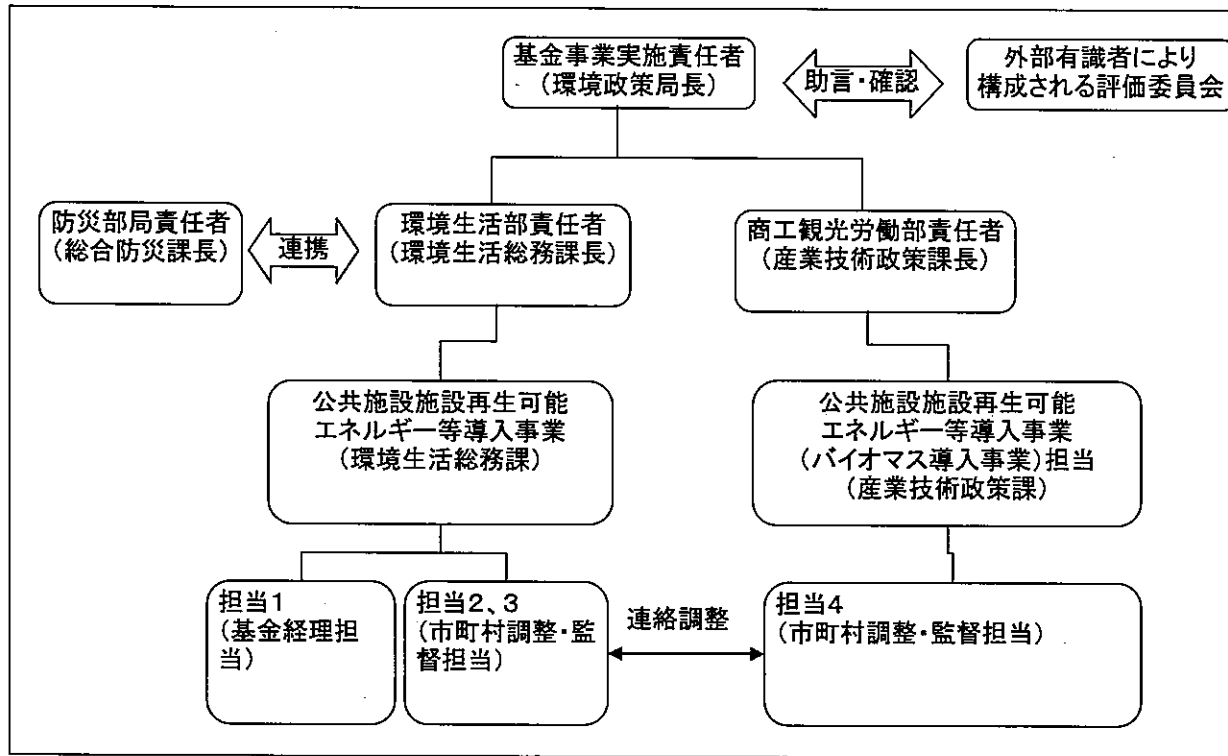 基金事業実施責任者
(環境政策局長)
助言・確認
外部有識者により
構成される評価委員会
防災部局責任者
(総合防災課長)
連携
環境生活部責任者
(環境生活総務課長)
商工観光労働部責任者
(産業技術政策課長)
公共施設施設再生可能
エネルギー等導入事業
(環境生活総務課)
公共施設施設再生可能
エネルギー等導入事業
(バイオマス導入事業)担当
(産業技術政策課)
担当1
(基金経理担
当)
担当2、3
(市町村調整・監
督担当)
連絡調整
担当4
(市町村調整・監督担当)